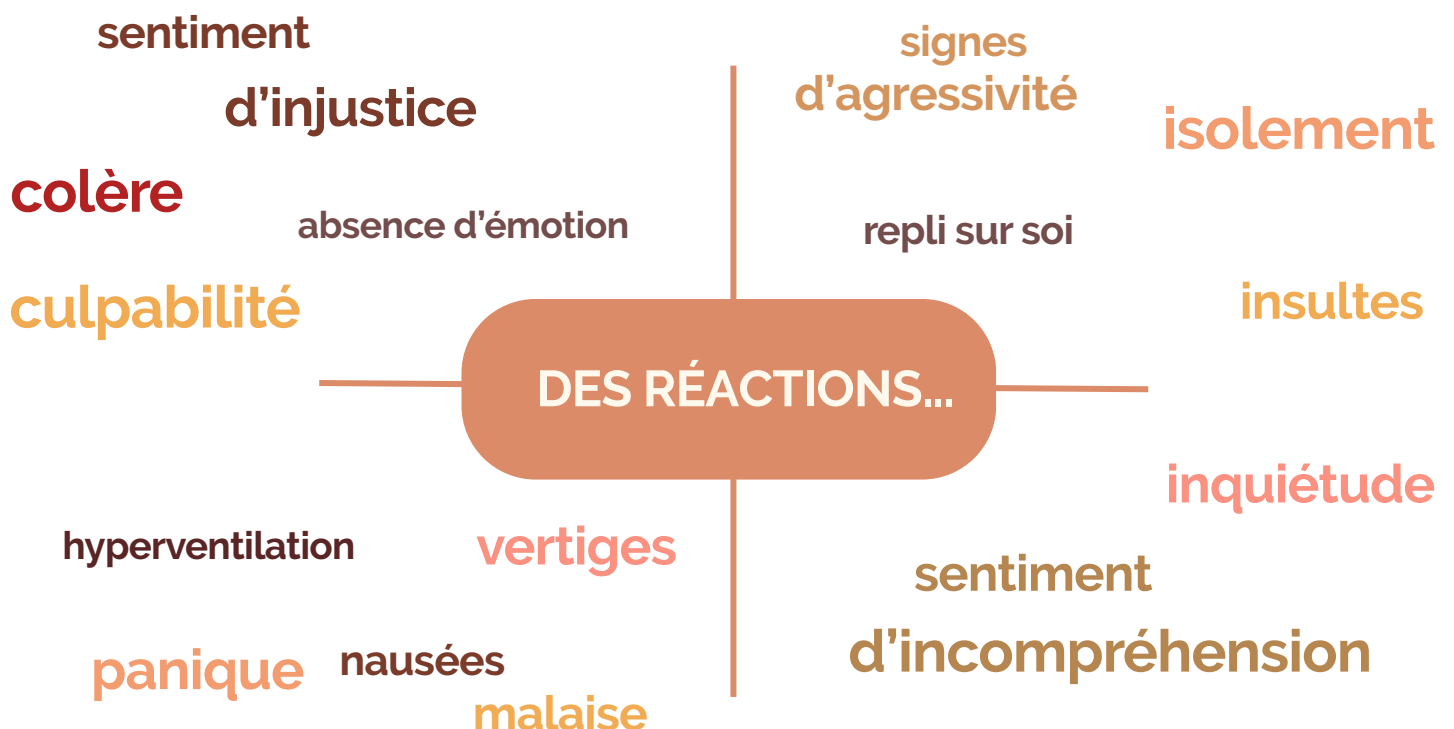 sentiment
d’injustice
colère
absence d’émotion
culpabilité
signes
d’agressivité
isolement
repli sur soi
insultes
DES RÉACTIONS...
hyperventilation
vertiges
panique
nausées
malaise
inquiétude
sentiment
d’incompréhension